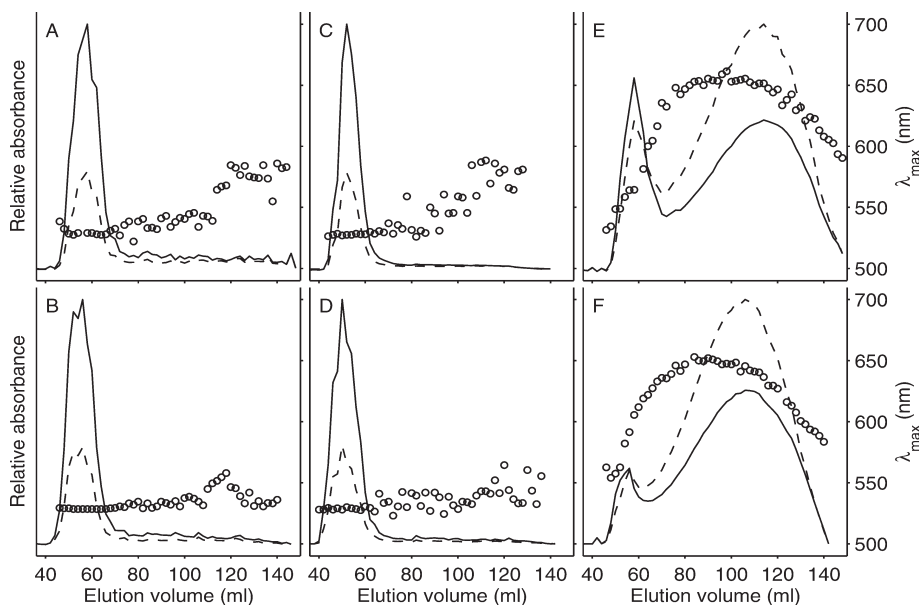 A C E
Relative absorbance
700
650
600
550
500
λmax (nm)
B D F
Relative absorbance
700
650
600
550
500
λmax (nm)
40 60 80 100 120 140 40 60 80 100 120 140 40 60 80 100 120 140
Elution volume (ml) Elution volume (ml) Elution volume (ml)